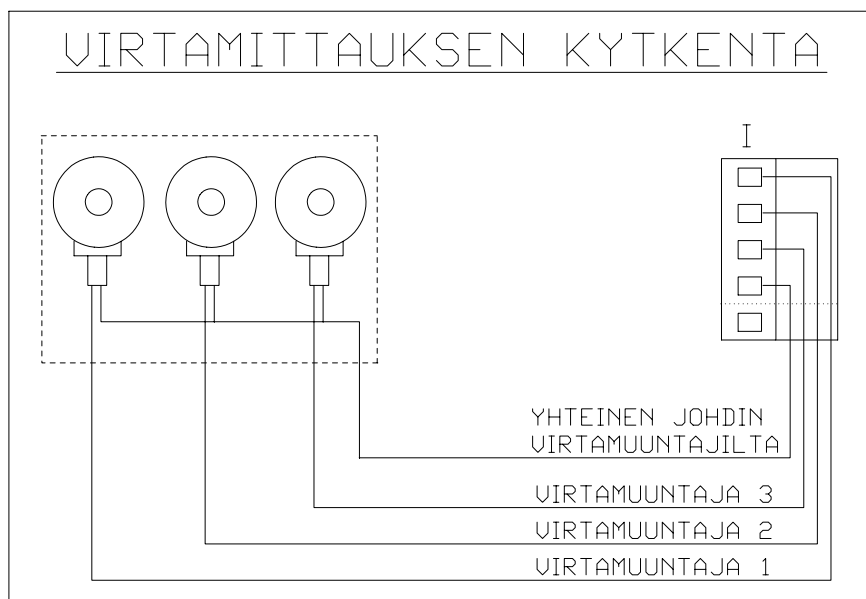 VIRTAMITTAUKSEN KYTKENTA
I
YHTEINEN JOHDIN
VIRTAMUUNTAJILTA
VIRTAMUUNTAJA 3
VIRTAMUUNTAJA 2
VIRTAMUUNTAJA 1